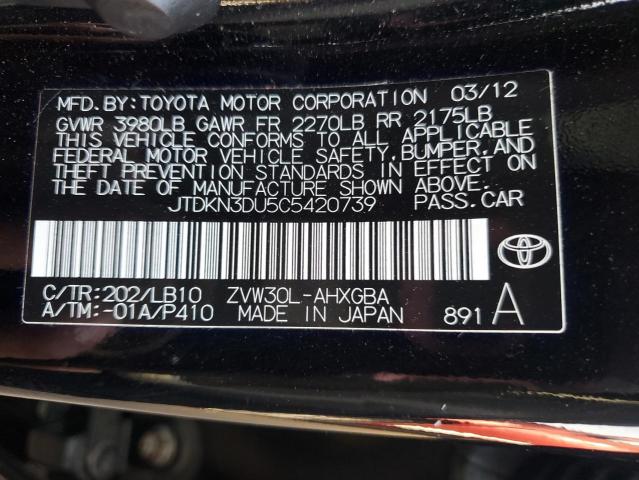 MFD. BY: TOYOTA MOTOR CORPORATION 03/12
GVWR 3980LB GAWR FR 2270LB RR 2175LB
THIS VEHICLE CONFORMS TO ALL APPLICABLE
FEDERAL MOTOR VEHICLE SAFETY, BUMPER, AND
THEFT PREVENTION STANDARDS IN EFFECT ON
THE DATE OF MANUFACTURE SHOWN ABOVE.
JTDKN3DU5C5420739 PASS. CAR
C/TR: 202/LB10 ZVW30L-AHXGBA
A/TM: -01A/P410 MADE IN JAPAN 891 A